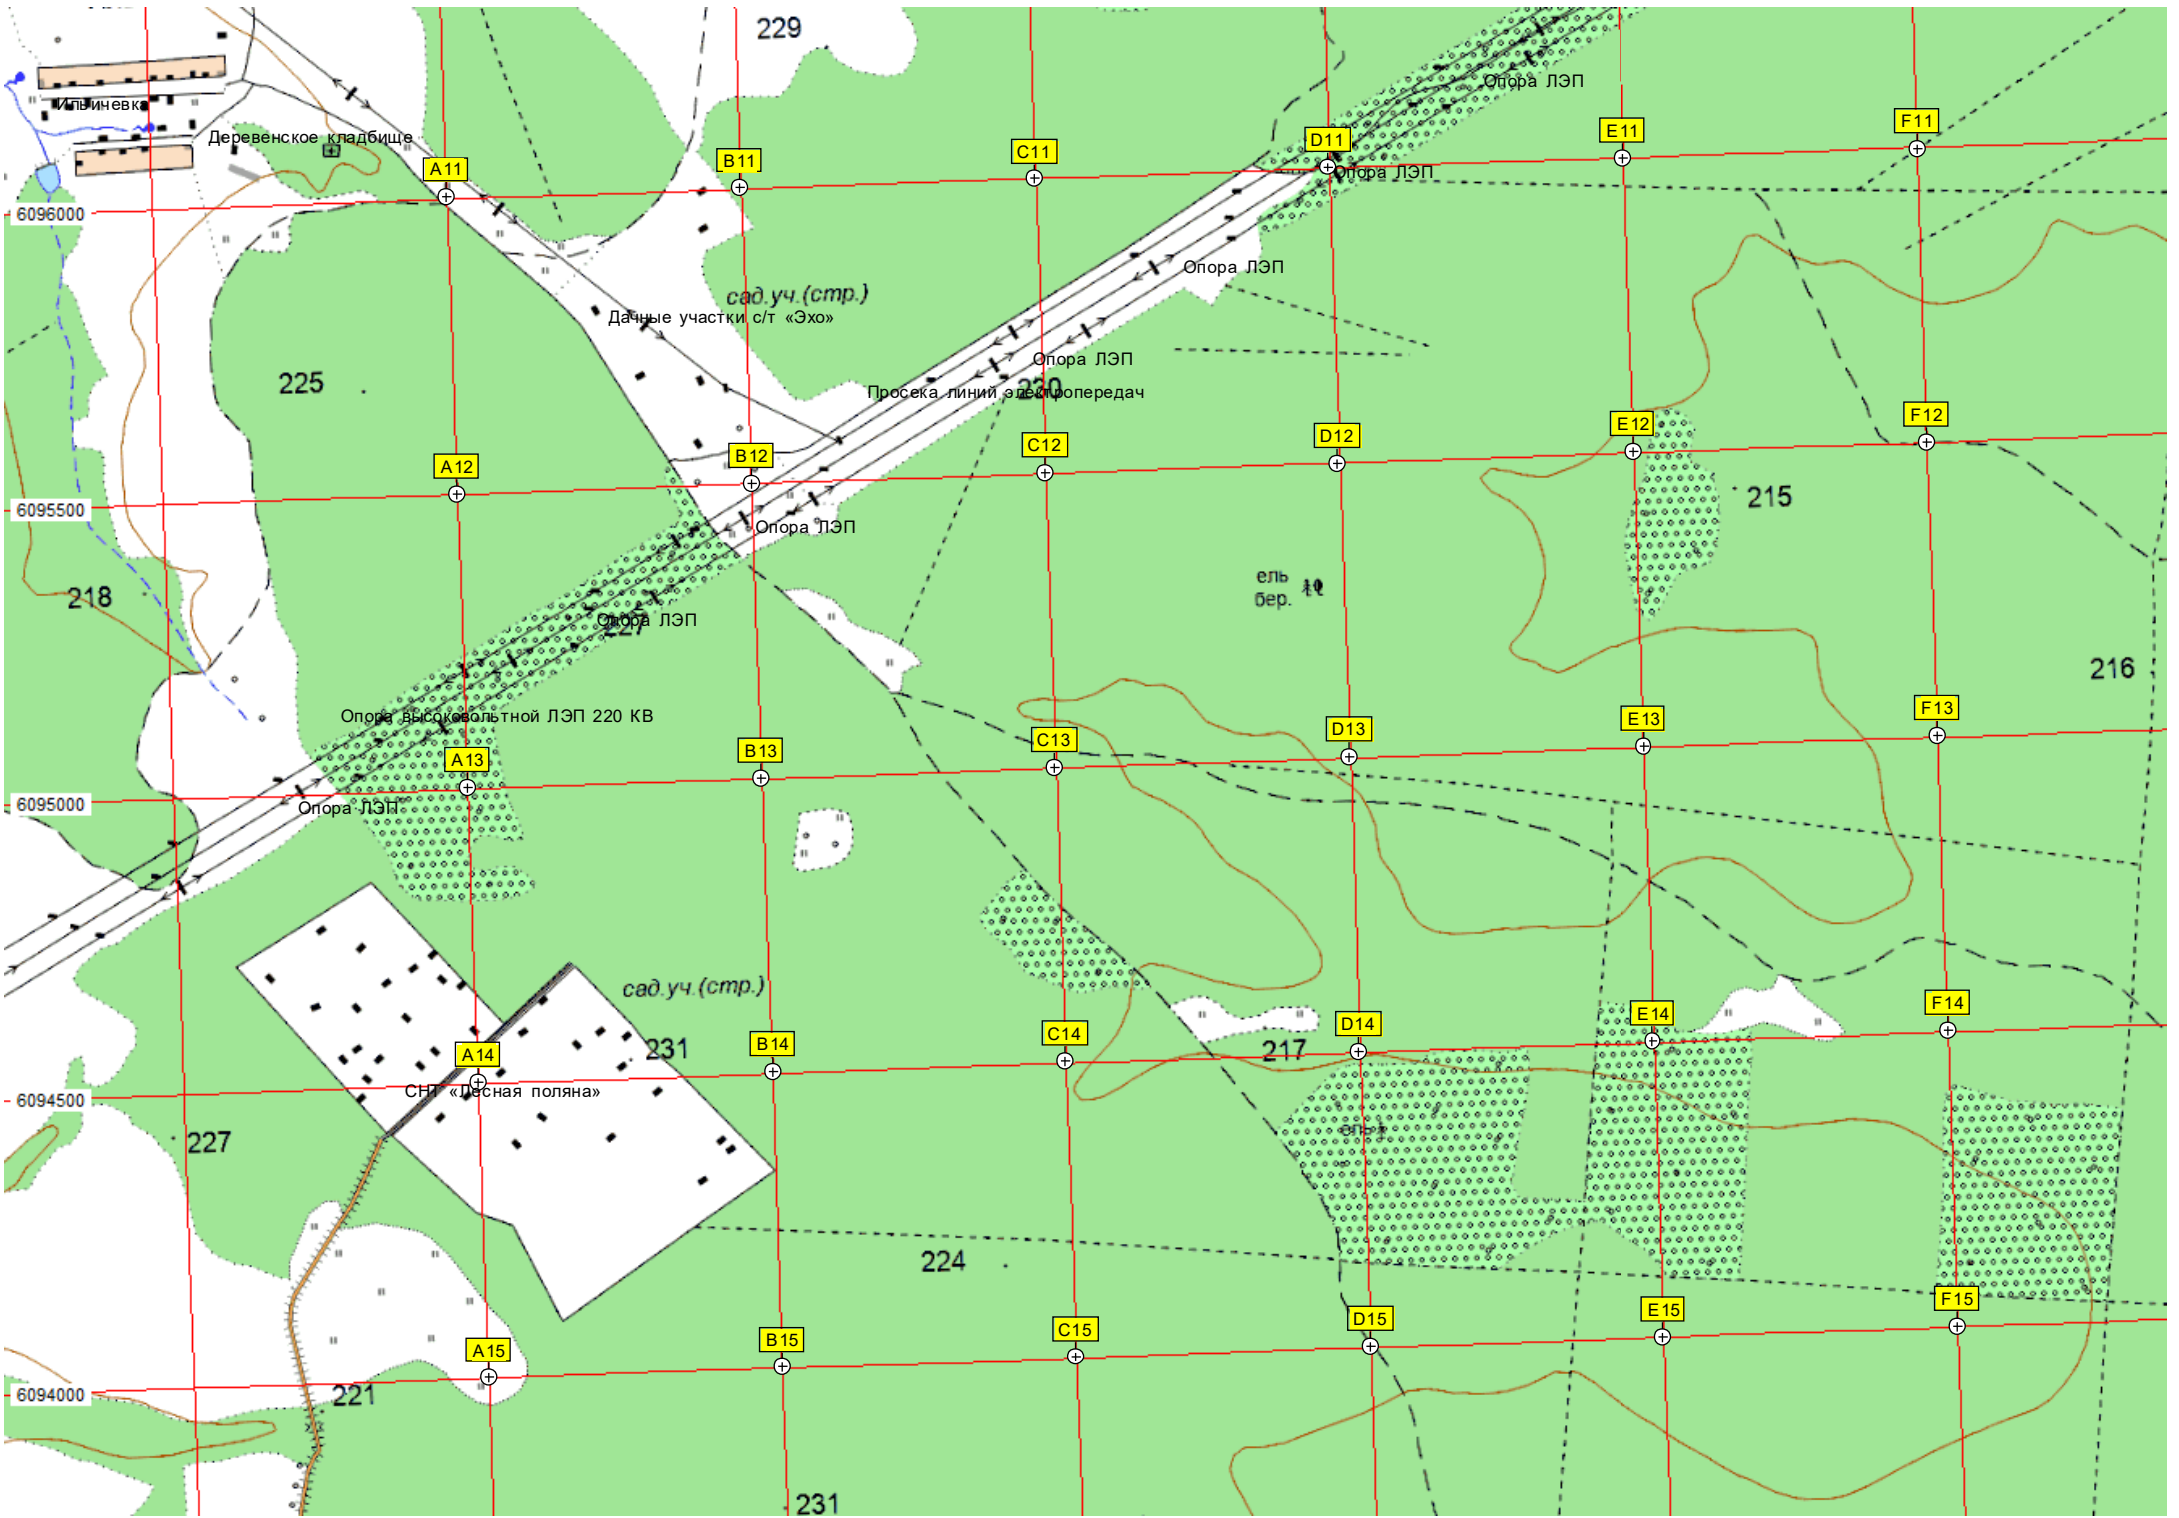 229
Опора ЛЭП
Ильичевка
Деревенское кладбище
A11
B11
C11
D11
E11
F11
Опора ЛЭП
6096000
Опора ЛЭП
сад.уч.(стр.)
Дачные участки с/т «Эхо»
Опора ЛЭП
225
230
Просека линий электропередач
A12
B12
C12
D12
E12
F12
215
6095500
Опора ЛЭП
ель
бер.
218
Опора ЛЭП
227
216
Опора высоковольтной ЛЭП 220 КВ
A13
B13
C13
D13
E13
F13
6095000
Опора ЛЭП
сад.уч.(стр.)
A14
B14
C14
D14
E14
F14
231
217
6094500
СНТ «Лесная поляна»
227
ель
224
A15
B15
C15
D15
E15
F15
6094000
221
231